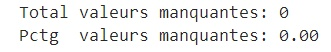 Total valeurs manquantes: 0
Pctg  valeurs manquantes: 0.00